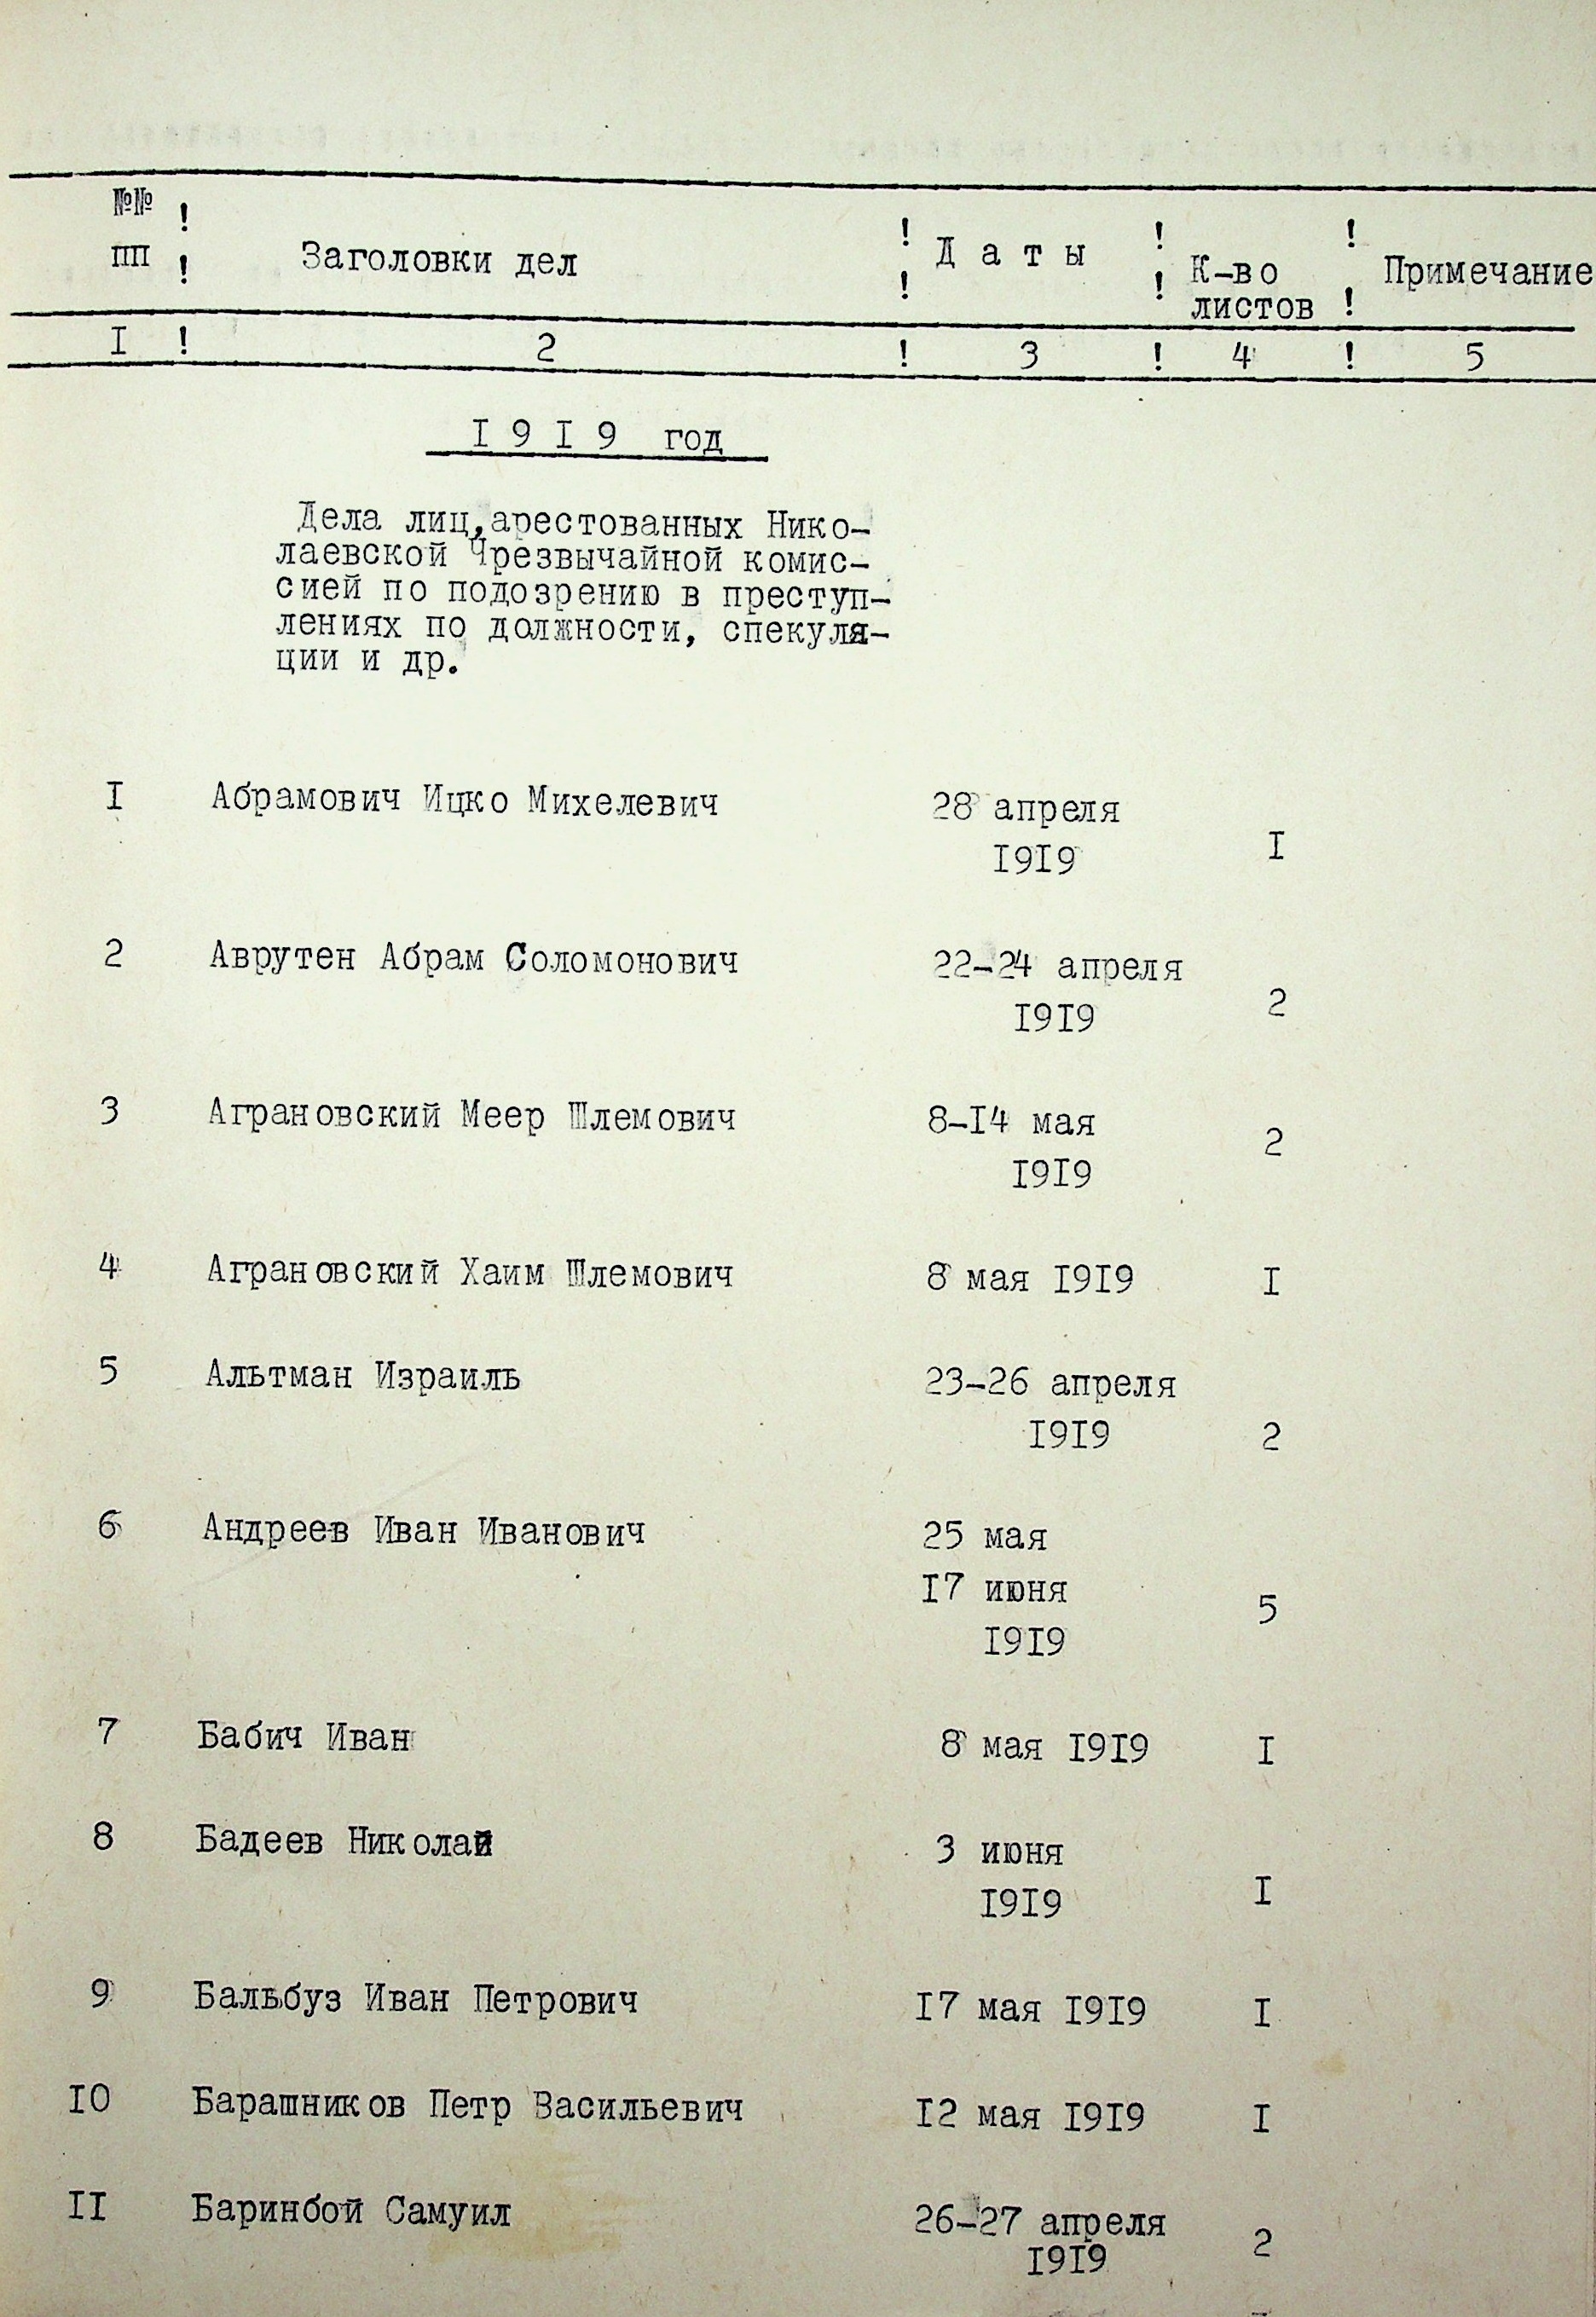 №№ ! ! ! !
пп ! Заголовки дел ! Д а т ы ! К-во листов ! Примечание
I ! 2 ! 3 ! 4 ! 5
I 9 I 9 год
Дела лиц,арестованных Нико-
лаевской Чрезвычайной комис-
сией по подозрению в преступ-
лениях по должности, спекуля-
ции и др.
I Абрамович Ицко Михелевич 28 апреля
I9I9 I
2 Аврутен Абрам Соломонович 22-24 апреля
I9I9 2
3 Аграновский Меер Шлемович 8-I4 мая
I9I9 2
4 Аграновский Хаим Шлемович 8 мая I9I9 I
5 Альтман Израиль 23-26 апреля
I9I9 2
6 Андреев Иван Иванович 25 мая
I7 июня
I9I9 5
7 Бабич Иван 8 мая I9I9 I
8 Бадеев Николай 3 июня
I9I9 I
9 Бальбуз Иван Петрович I7 мая I9I9 I
IO Барашников Петр Васильевич I2 мая I9I9 I
II Баринбой Самуил 26-27 апреля
I9I9 2